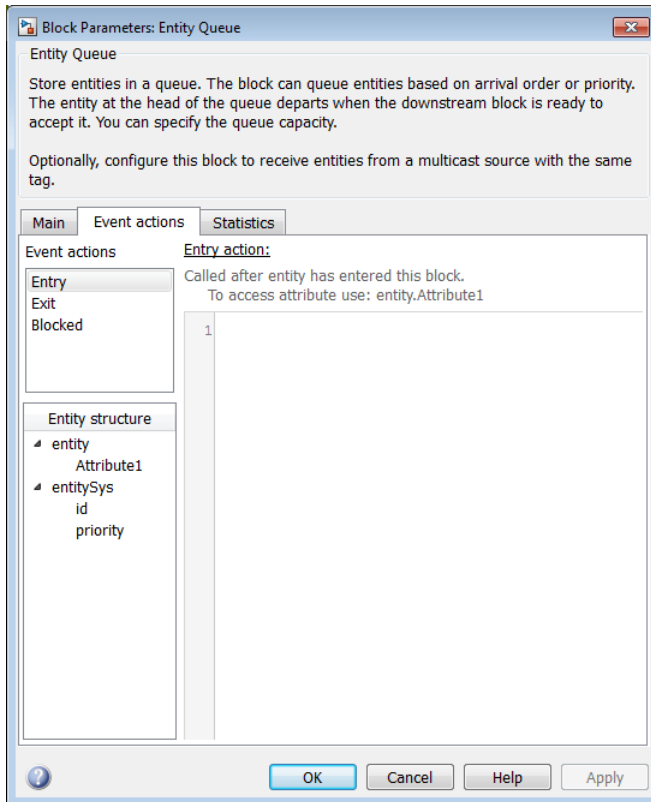 Block Parameters: Entity Queue
Entity Queue
Store entities in a queue. The block can queue entities based on arrival order or priority.
The entity at the head of the queue departs when the downstream block is ready to
accept it. You can specify the queue capacity.
Optionally, configure this block to receive entities from a multicast source with the same
tag.
Main Event actions Statistics
Event actions
Entry
Exit
Blocked
Entity structure
entity
Attribute1
entitySys
id
priority
Entry action:
Called after entity has entered this block.
To access attribute use: entity.Attribute1
1
? OK Cancel Help Apply